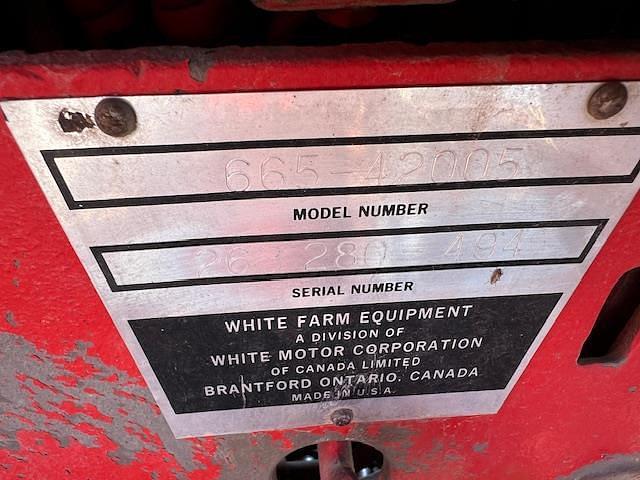 665-42005
MODEL NUMBER
26 280-494
SERIAL NUMBER
WHITE FARM EQUIPMENT
A DIVISION OF
WHITE MOTOR CORPORATION
OF CANADA LIMITED
BRANTFORD ONTARIO. CANADA
MADE IN U.S.A.